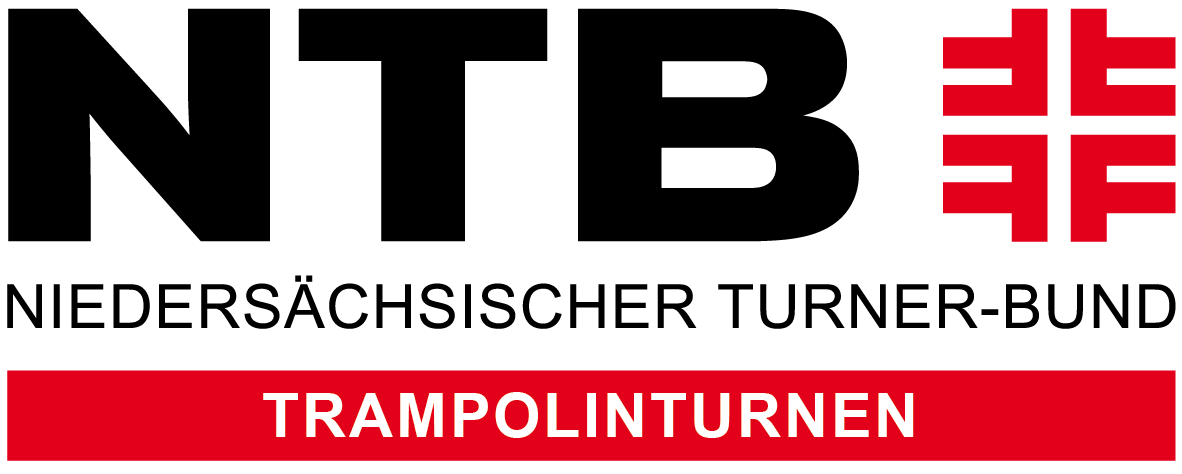 NTB
NIEDERSÄCHSISCHER TURNER-BUND
TRAMPOLINTURNEN